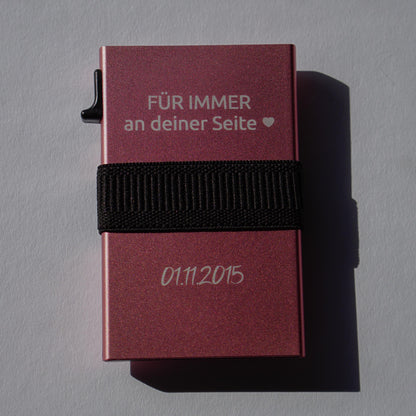 FÜR IMMER
an deiner Seite ♥
01.11.2015